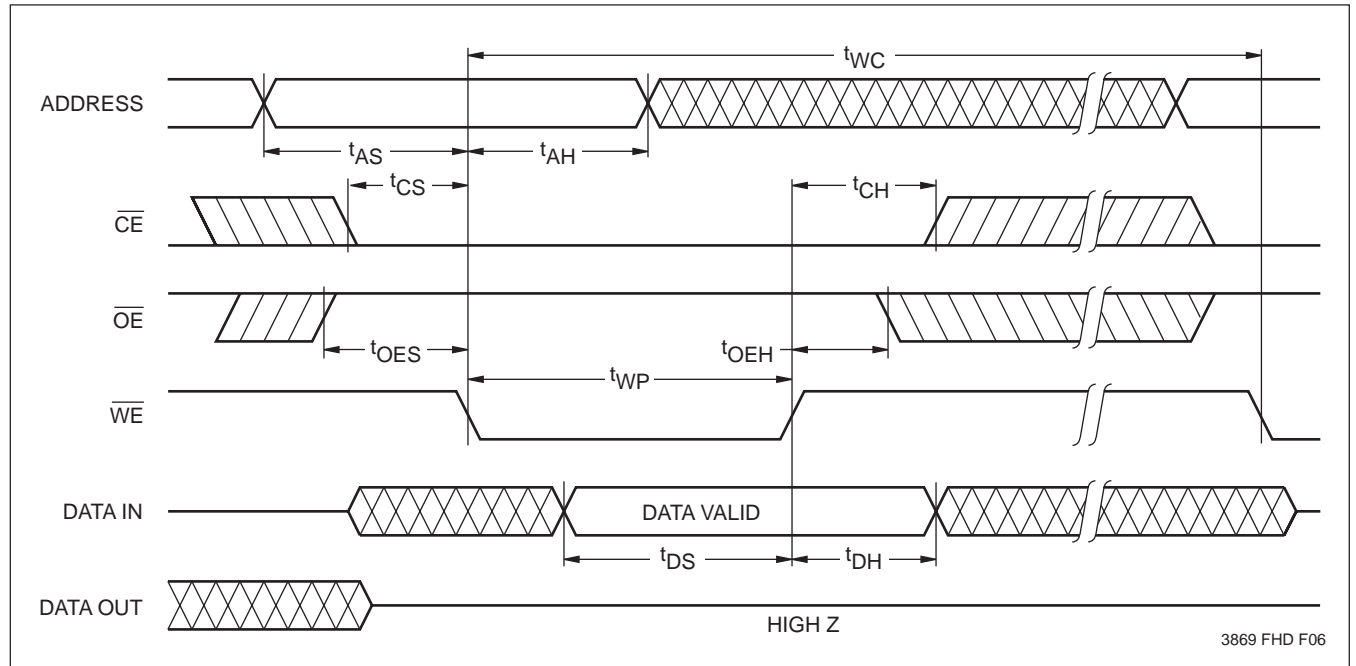 tWC
ADDRESS
tAS
tAH
tCS
tCH
CE
OE
tOES
tOEH
tWP
WE
DATA IN
DATA VALID
tDS
tDH
DATA OUT
HIGH Z
3869 FHD F06